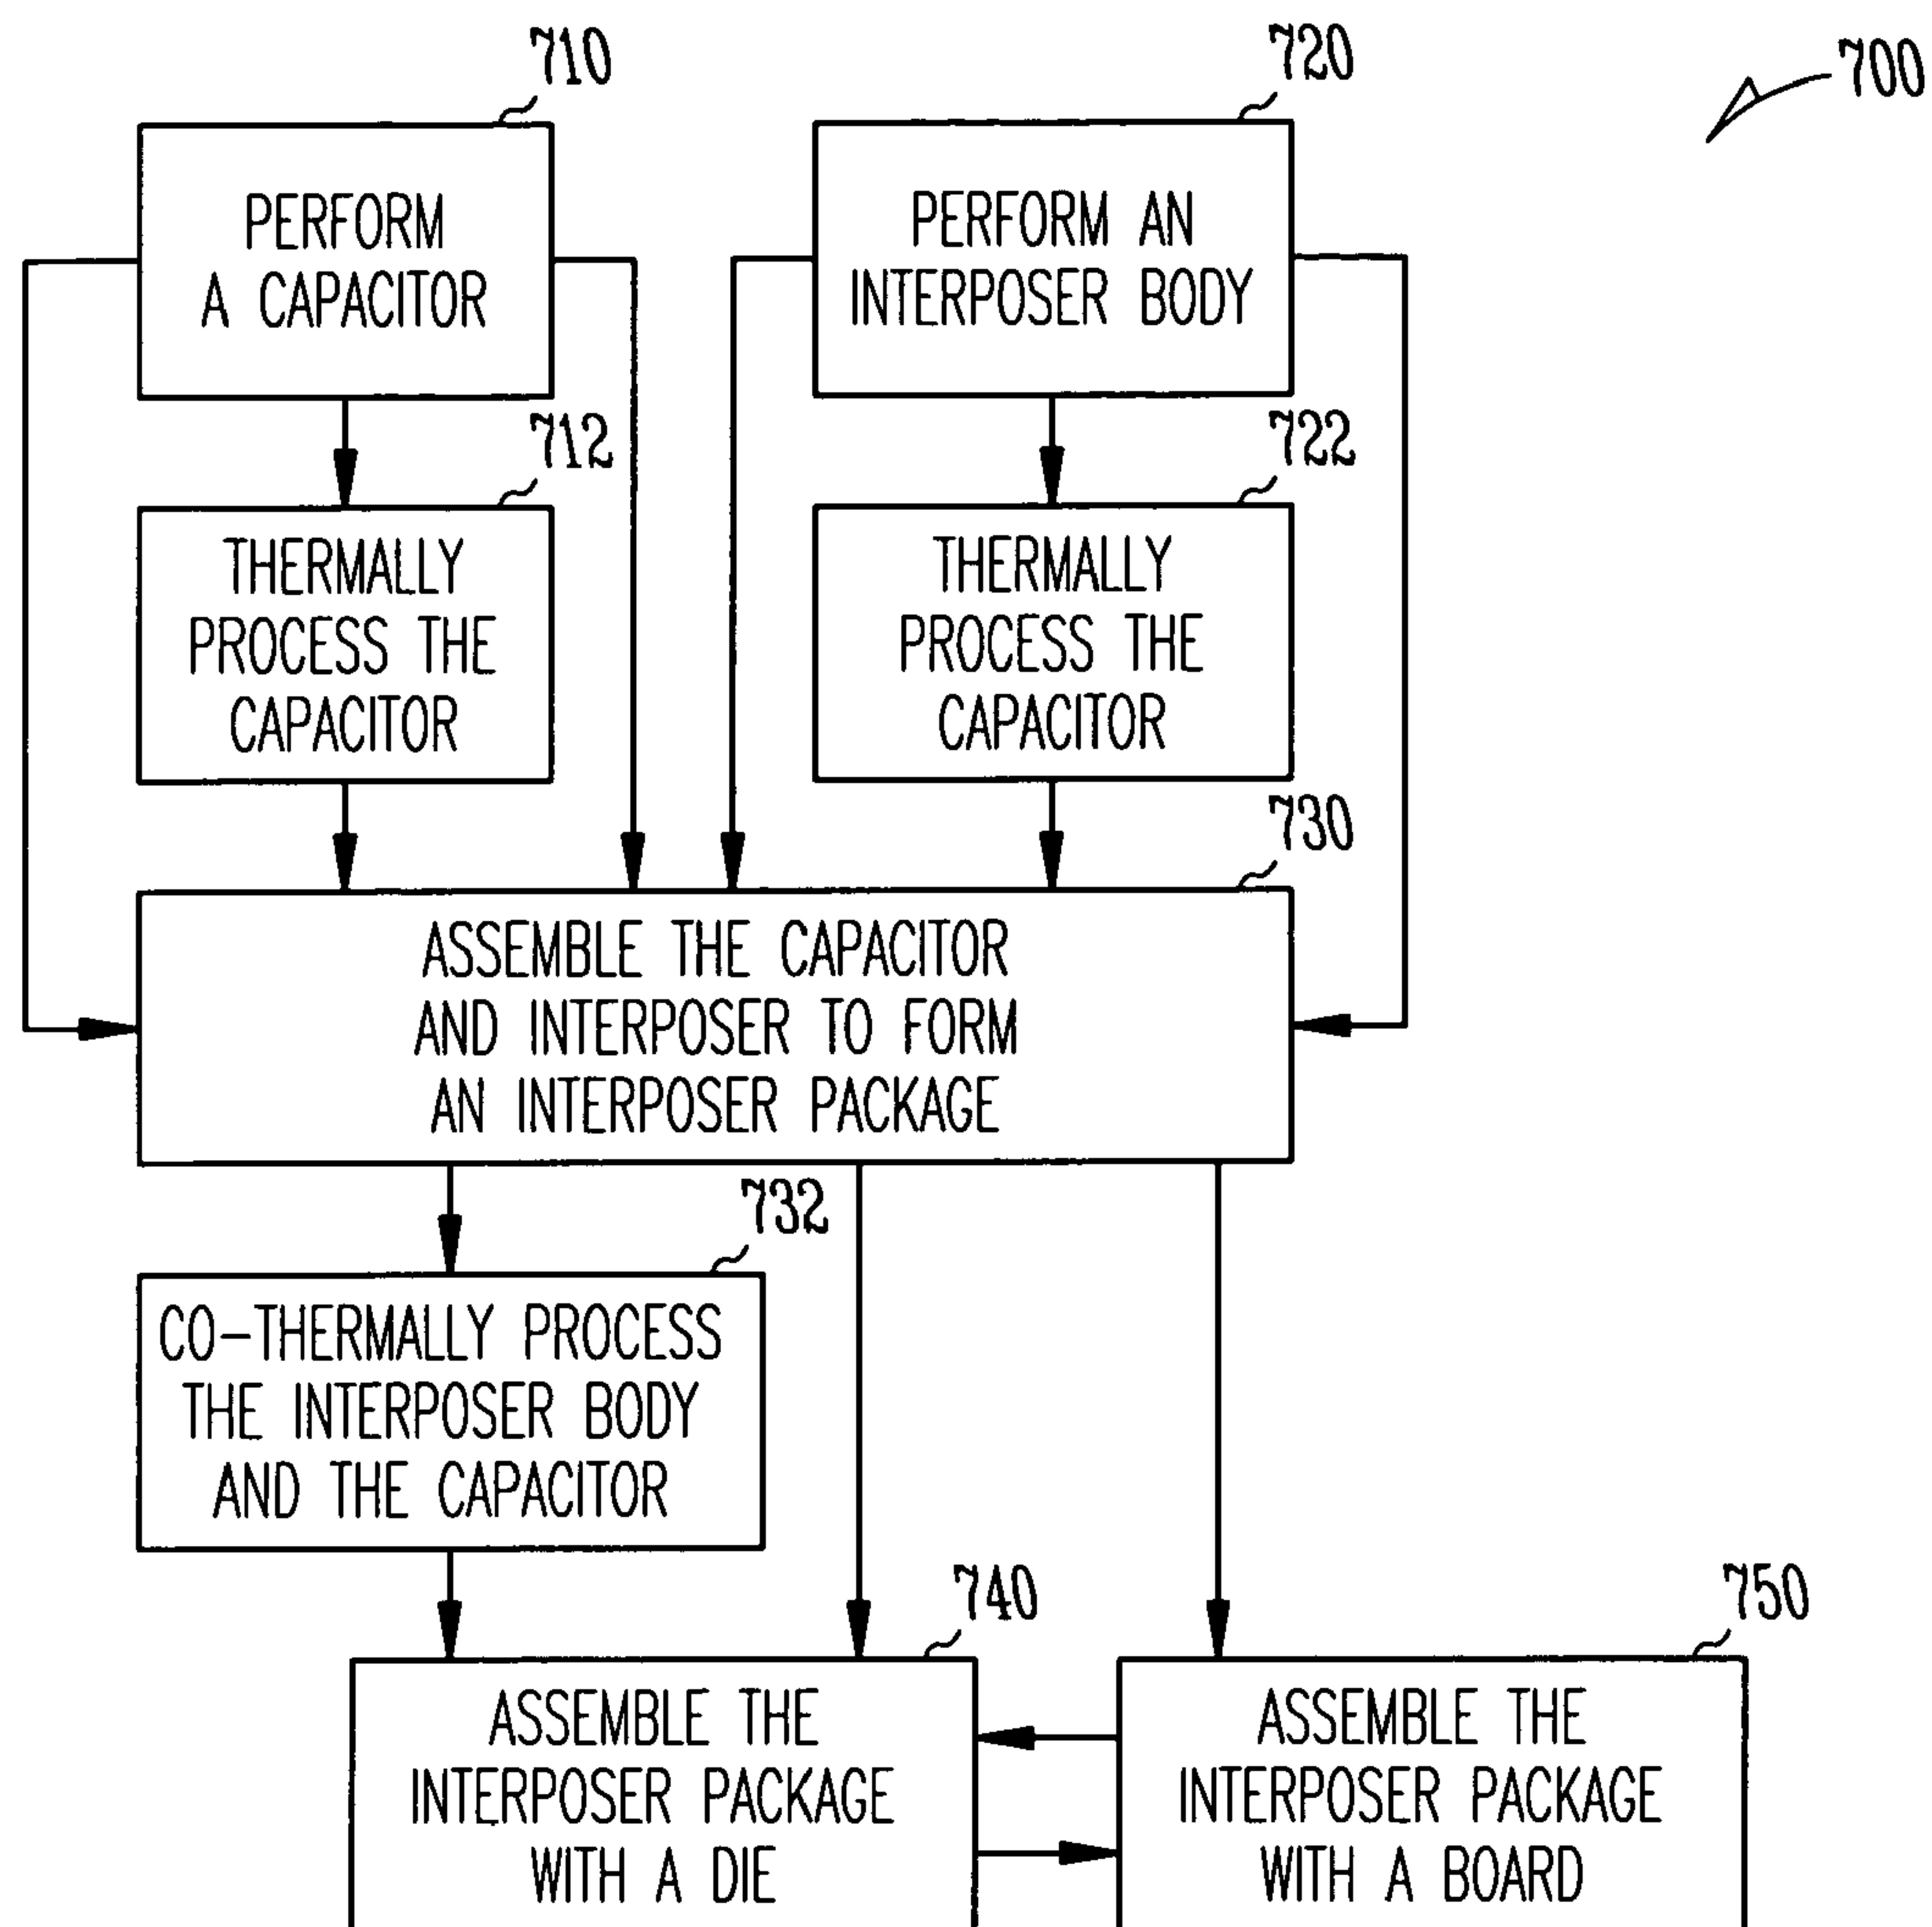 700
710
PERFORM
A CAPACITOR
720
PERFORM AN
INTERPOSER BODY
712
THERMALLY
PROCESS THE
CAPACITOR
722
THERMALLY
PROCESS THE
CAPACITOR
730
ASSEMBLE THE CAPACITOR
AND INTERPOSER TO FORM
AN INTERPOSER PACKAGE
732
CO-THERMALLY PROCESS
THE INTERPOSER BODY
AND THE CAPACITOR
740
ASSEMBLE THE
INTERPOSER PACKAGE
WITH A DIE
750
ASSEMBLE THE
INTERPOSER PACKAGE
WITH A BOARD